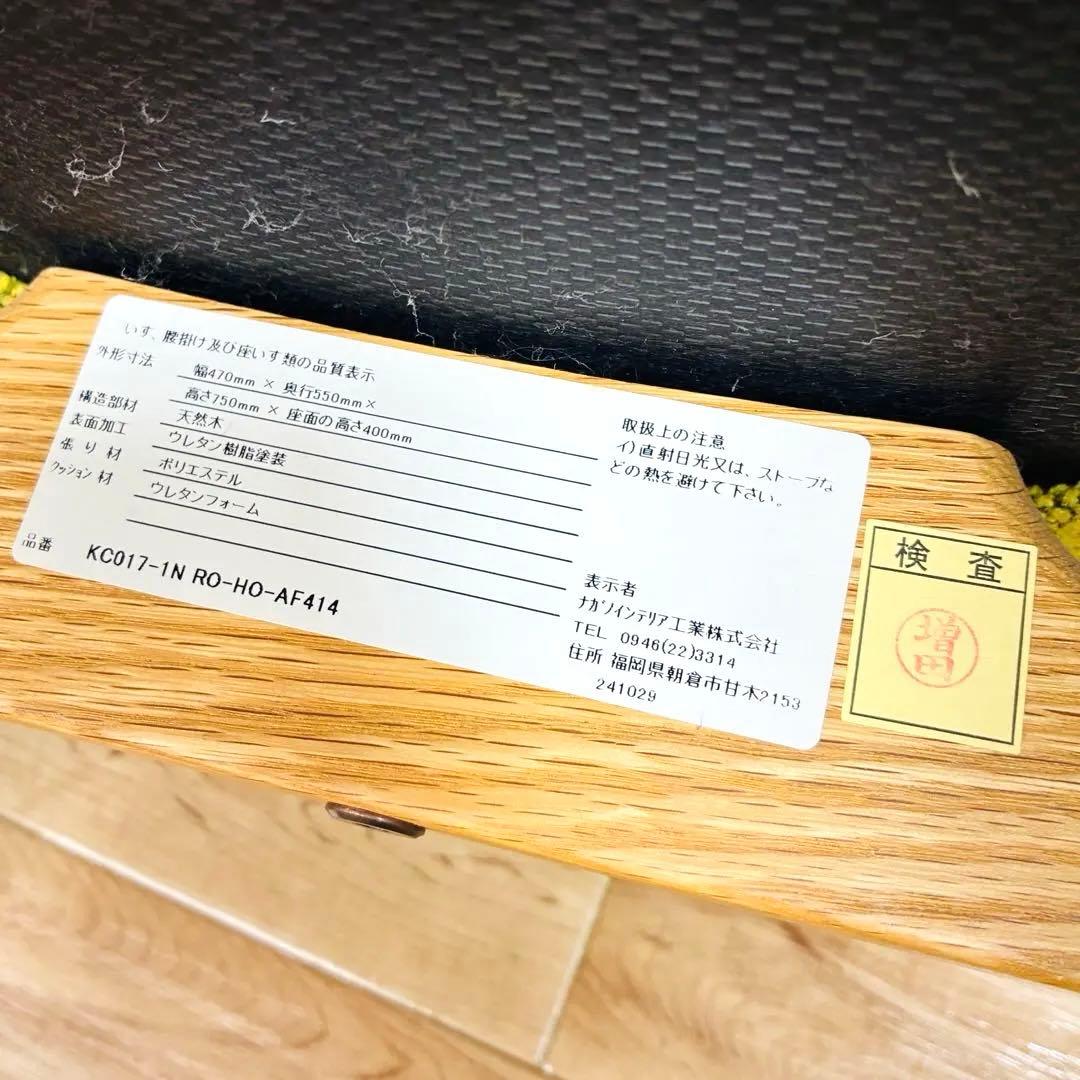 いす、腰掛け及び座いす類の品質表示
外形寸法 幅470mm × 奥行550mm×
高さ750mm × 座面の高さ400mm
構造部材 天然木
表面加工 ウレタン樹脂塗装
張り材 ポリエステル
クッション材 ウレタンフォーム
品番 KC017-1N RO-HO-AF414
取扱上の注意
イ)直射日光又は、ストーブな
どの熱を避けて下さい。
表示者
ナガノインテリア工業株式会社
TEL 0946(22)3314
住所 福岡県朝倉市甘木2153
241029
検査
増田